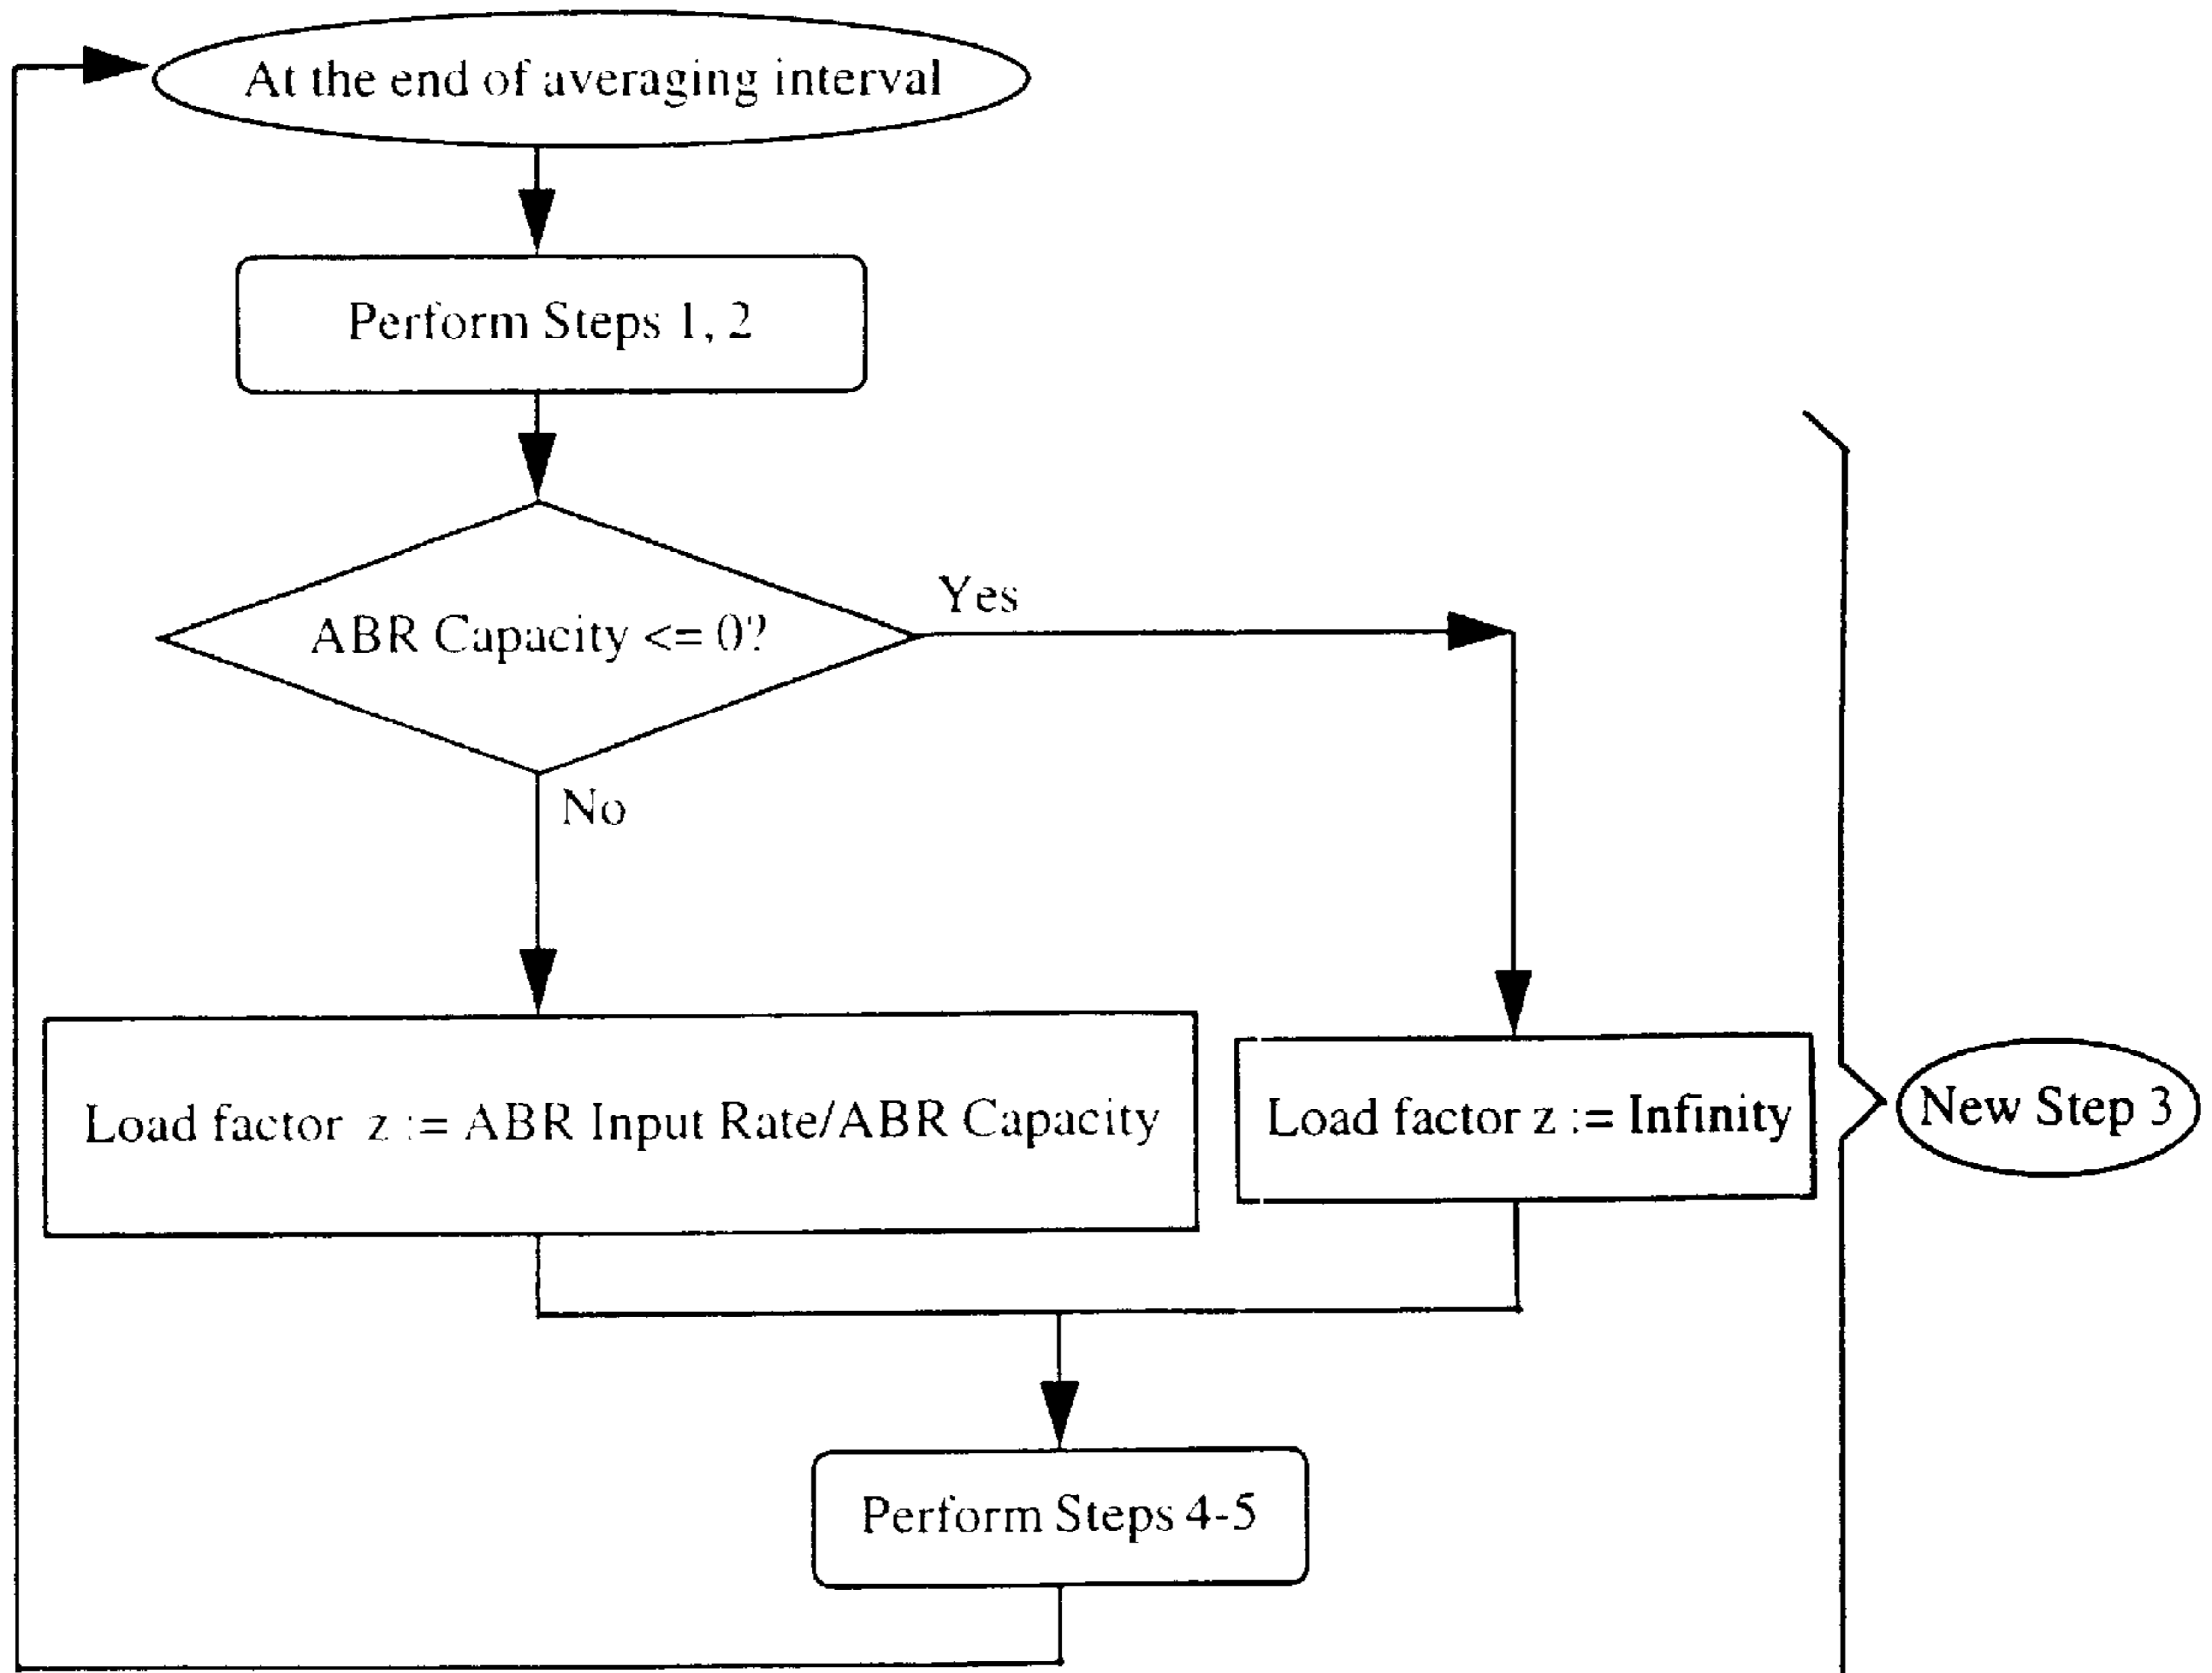 At the end of averaging interval
Perform Steps 1, 2
ABR Capacity <= 0?
Yes
No
Load factor z := ABR Input Rate/ABR Capacity
Load factor z := Infinity
New Step 3
Perform Steps 4-5